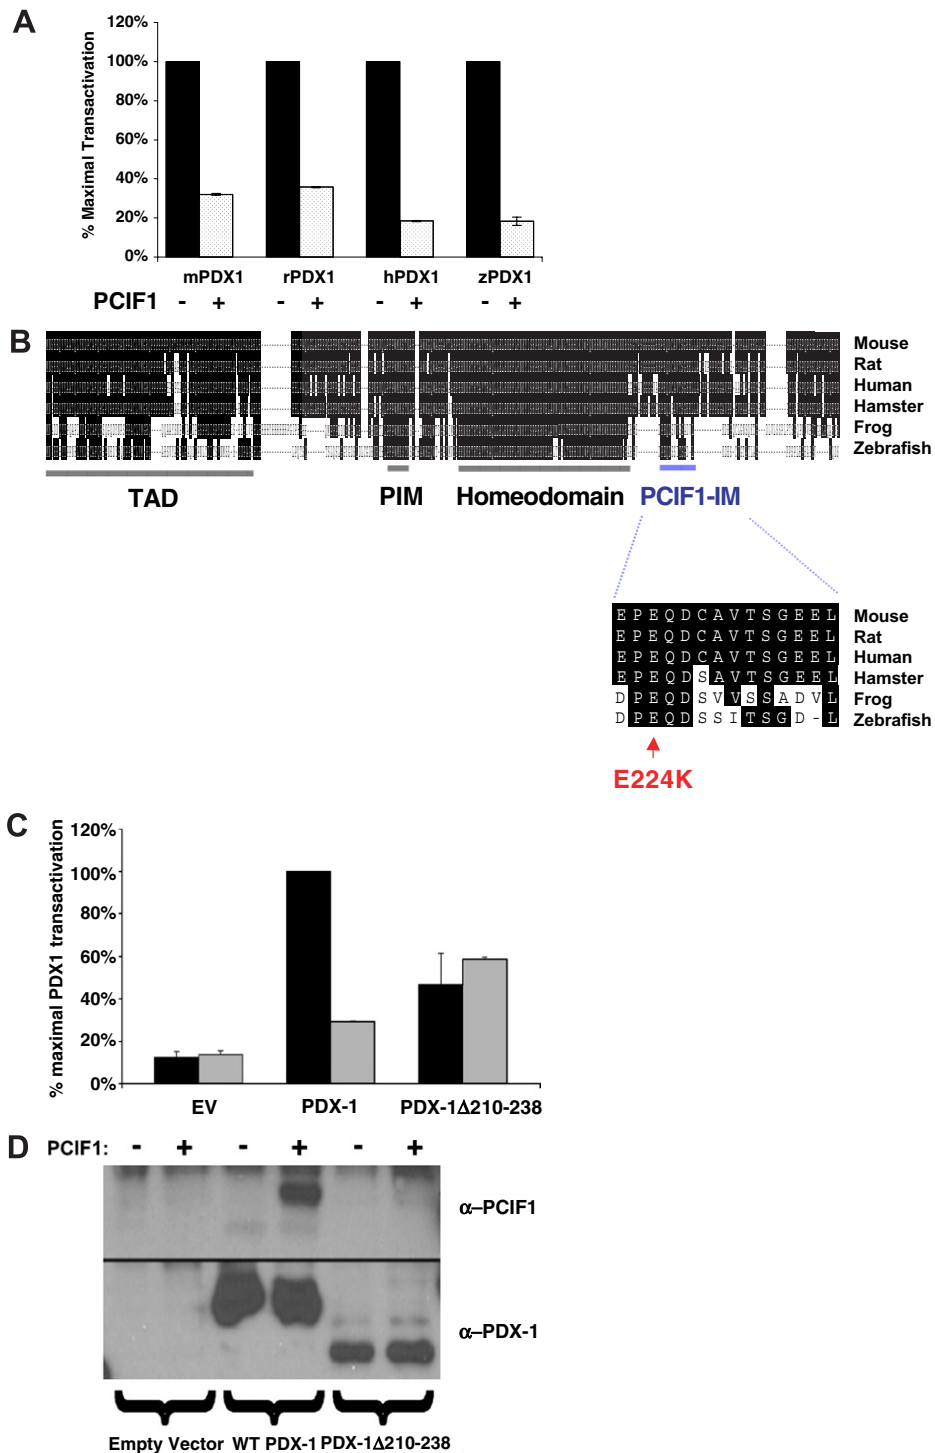 A
120%
100%
80%
60%
40%
20%
0%
% Maximal Transactivation
mPDX1 rPDX1 hPDX1 zPDX1
PCIF1 - + - + - + - +
B
Mouse
Rat
Human
Hamster
Frog
Zebrafish
TAD PIM Homeodomain PCIF1-IM
EPEQDCAVTSGEEL Mouse
EPEQDCAVTSGEEL Rat
EPEQDCAVTSGEEL Human
EPEQDSAVTSGEEL Hamster
DPEQDSVVSSADVL Frog
DPEQDSSITSGD-L Zebrafish
E224K
C
120%
100%
80%
60%
40%
20%
0%
% maximal PDX1 transactivation
EV PDX-1 PDX-1Δ210-238
D
PCIF1: - + - + - +
α–PCIF1
α–PDX-1
Empty Vector WT PDX-1 PDX-1Δ210-238